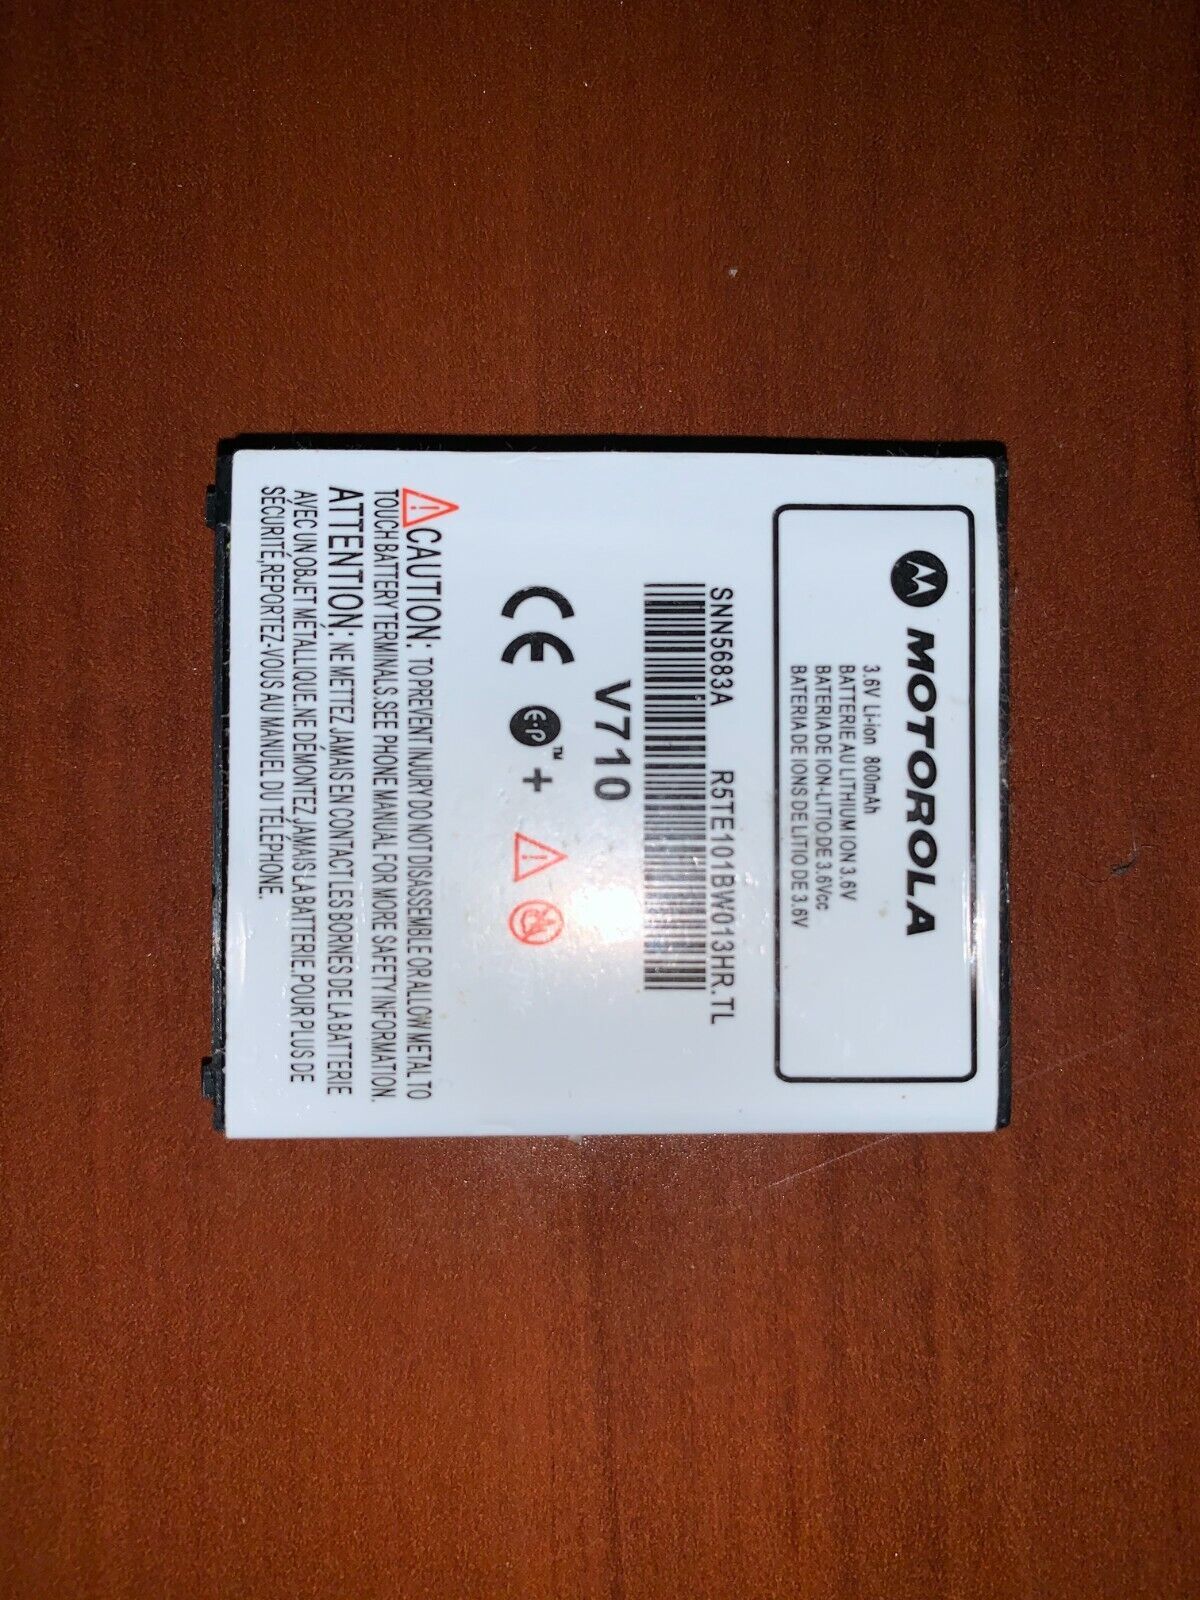 MOTOROLA
3.6V Li-ion 800mAh
BATTERIE AU LITHIUM ION 3.6V
BATERIA DE ION-LITIO DE 3.6Vcc
BATERIA DE IONS DE LITIO DE 3.6V
SNN5683A R5TE101BW013HR.TL
V710
CE e·p™ +
CAUTION: TO PREVENT INJURY DO NOT DISASSEMBLE OR ALLOW METAL TO
TOUCH BATTERY TERMINALS.SEE PHONE MANUAL FOR MORE SAFETY INFORMATION.
ATTENTION: NE METTEZ JAMAIS EN CONTACT LES BORNES DE LA BATTERIE
AVEC UN OBJET METALLIQUE.NE DÉMONTEZ JAMAIS LA BATTERIE.POUR PLUS DE
SÉCURITÉ,REPORTEZ-VOUS AU MANUEL DU TÉLÉPHONE.